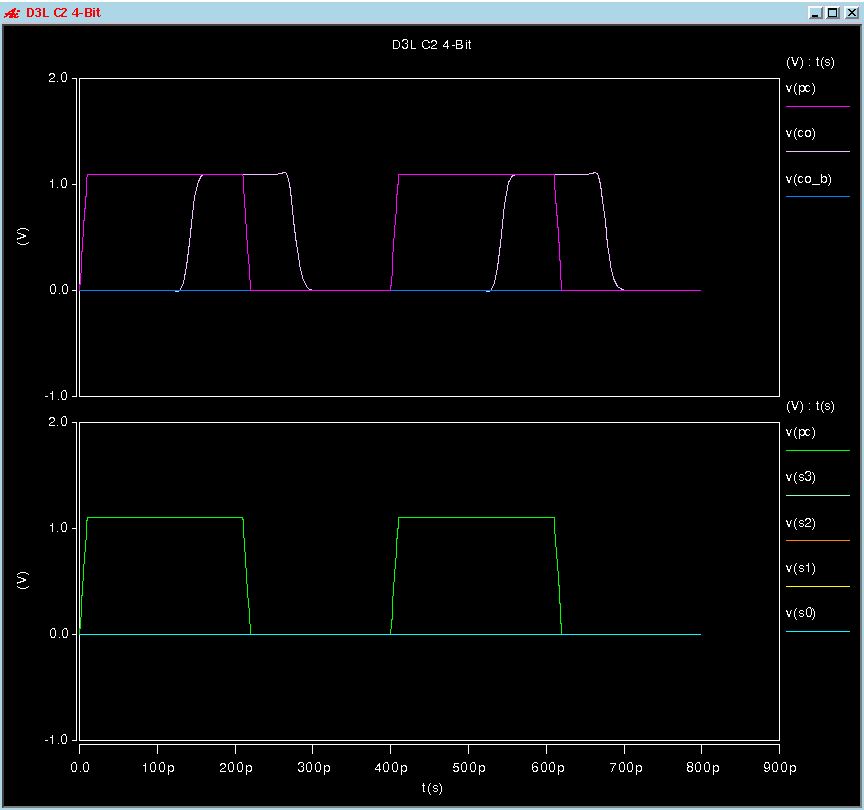 D3L C2 4-Bit
D3L C2 4-Bit
(V) : t(s)
2.0
v(pc)
v(co)
1.0
v(co_b)
(V)
0.0
-1.0
(V) : t(s)
2.0
v(pc)
v(s3)
1.0
v(s2)
(V)
v(s1)
v(s0)
0.0
-1.0
0.0 100p 200p 300p 400p 500p 600p 700p 800p 900p
t(s)